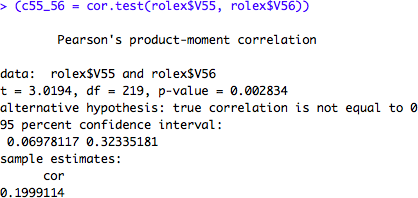 > (c55_56 = cor.test(rolex$V55, rolex$V56))
Pearson's product-moment correlation
data:  rolex$V55 and rolex$V56
t = 3.0194, df = 219, p-value = 0.002834
alternative hypothesis: true correlation is not equal to 0
95 percent confidence interval:
0.06978117 0.32335181
sample estimates:
cor
0.1999114